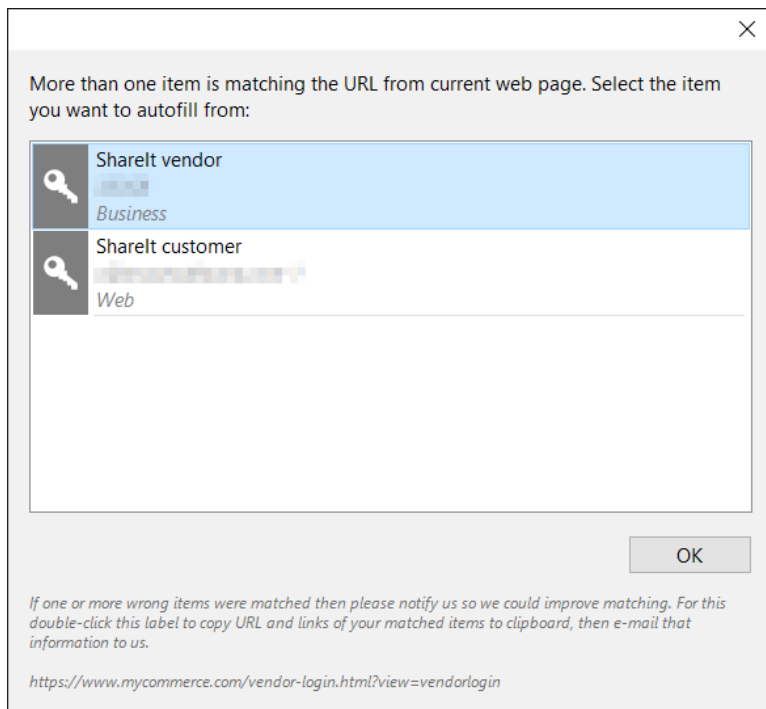 More than one item is matching the URL from current web page. Select the item
you want to autofill from:
ShareIt vendor
Business
ShareIt customer
Web
OK
If one or more wrong items were matched then please notify us so we could improve matching. For this
double-click this label to copy URL and links of your matched items to clipboard, then e-mail that
information to us.
https://www.mycommerce.com/vendor-login.html?view=vendorlogin